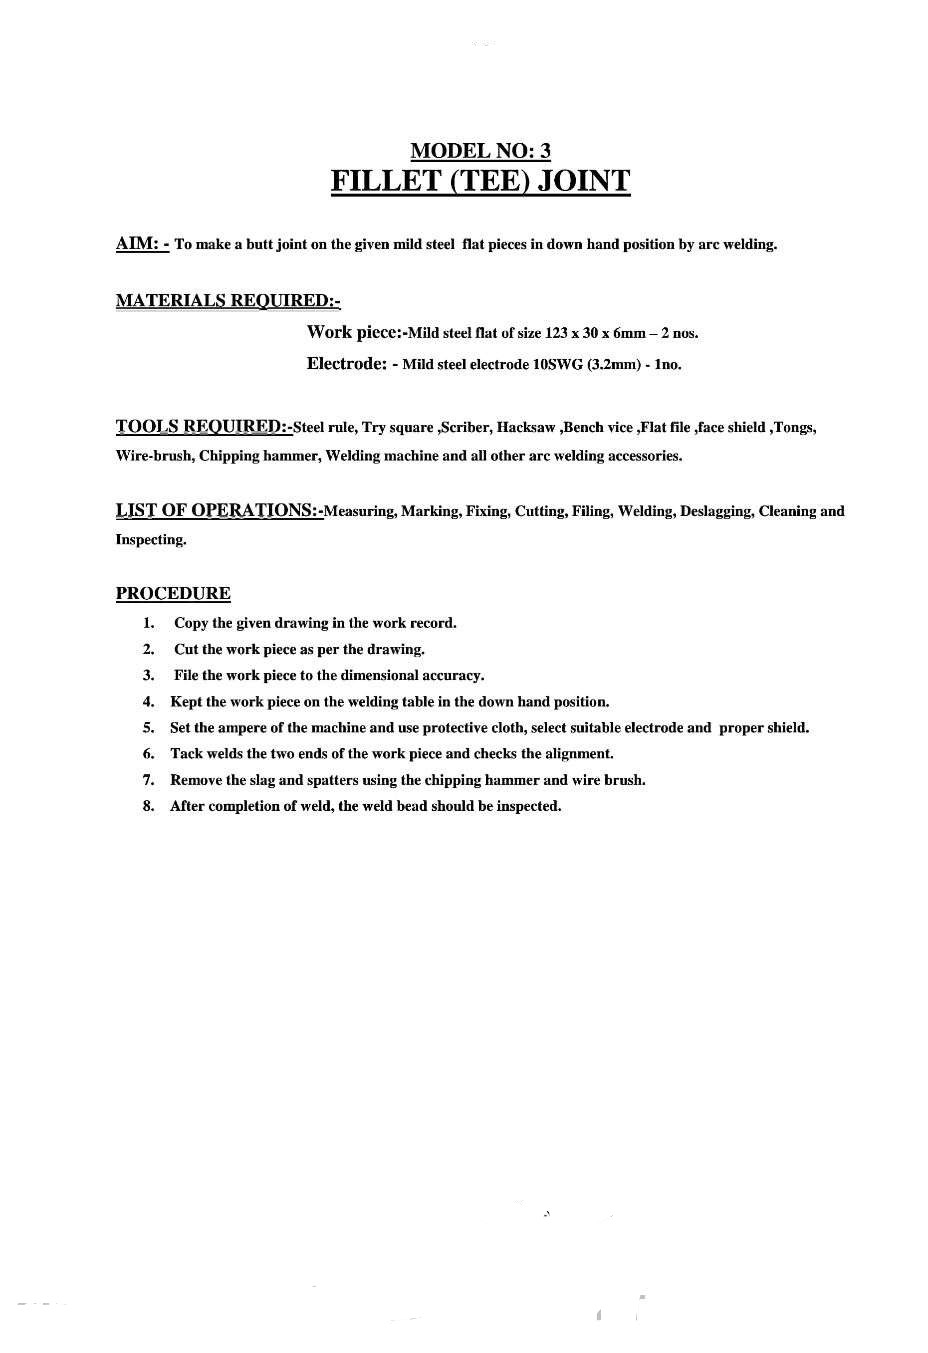 MODEL NO: 3
FILLET (TEE) JOINT
AIM: - To make a butt joint on the given mild steel flat pieces in down hand position by arc welding.
MATERIALS REQUIRED:-
Work piece:-Mild steel flat of size 123 x 30 x 6mm – 2 nos.
Electrode: - Mild steel electrode 10SWG (3.2mm) - 1no.
TOOLS REQUIRED:-Steel rule, Try square ,Scriber, Hacksaw ,Bench vice ,Flat file ,face shield ,Tongs,
Wire-brush, Chipping hammer, Welding machine and all other arc welding accessories.
LIST OF OPERATIONS:-Measuring, Marking, Fixing, Cutting, Filing, Welding, Deslagging, Cleaning and
Inspecting.
PROCEDURE
1. Copy the given drawing in the work record.
2. Cut the work piece as per the drawing.
3. File the work piece to the dimensional accuracy.
4. Kept the work piece on the welding table in the down hand position.
5. Set the ampere of the machine and use protective cloth, select suitable electrode and proper shield.
6. Tack welds the two ends of the work piece and checks the alignment.
7. Remove the slag and spatters using the chipping hammer and wire brush.
8. After completion of weld, the weld bead should be inspected.